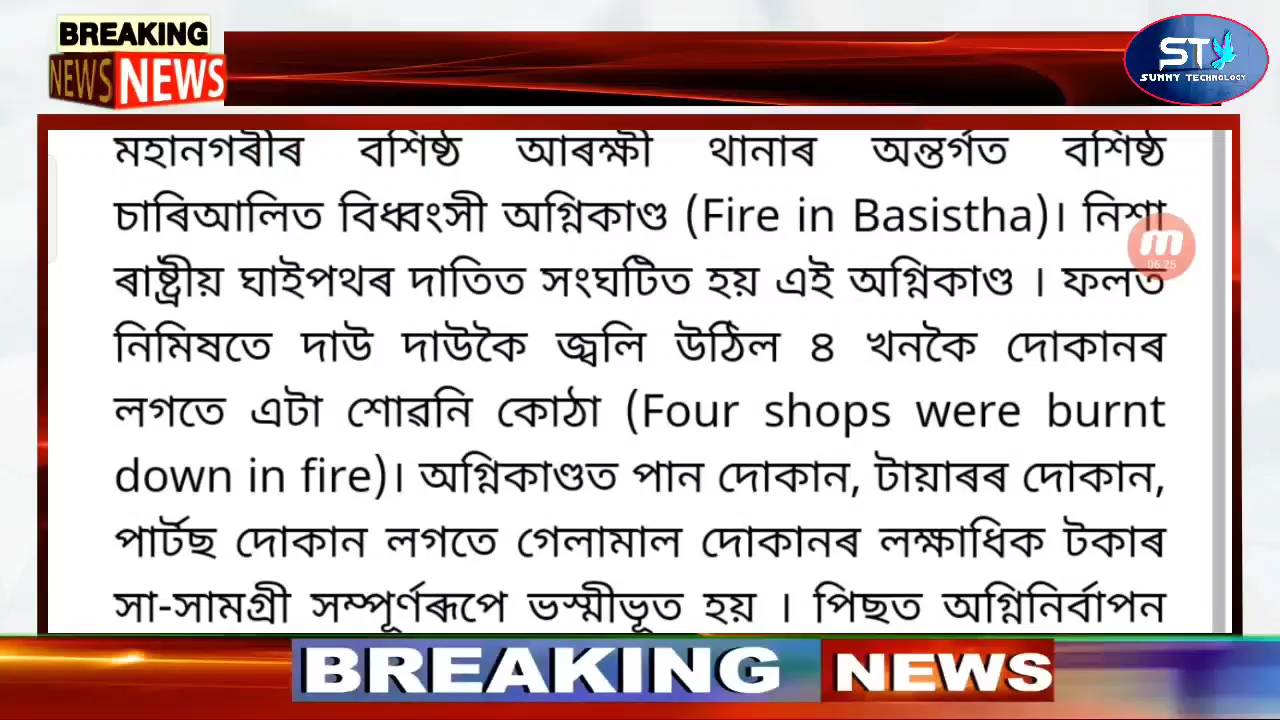 BREAKING
NEWS NEWS
ST
SUMMY TECHNOLOGY
মহানগৰীৰ বশিষ্ঠ আৰক্ষী থানাৰ অন্তৰ্গত বশিষ্ঠ
চাৰিআলিত বিধ্বংসী অগ্নিকাণ্ড (Fire in Basistha)। নিশা
06.25
ৰাষ্ট্ৰীয় ঘাইপথৰ দাতিত সংঘটিত হয় এই অগ্নিকাণ্ড । ফলত
নিমিষতে দাউ দাউকৈ জ্বলি উঠিল ৪ খনকৈ দোকানৰ
লগতে এটা শোৱনি কোঠা (Four shops were burnt
down in fire)। অগ্নিকাণ্ডত পান দোকান, টায়াৰৰ দোকান,
পাৰ্টছ দোকান লগতে গেলামাল দোকানৰ লক্ষাধিক টকাৰ
সা-সামগ্ৰী সম্পূৰ্ণৰূপে ভস্মীভূত হয় । পিছত অগ্নিনিৰ্বাপন
BREAKING NEWS